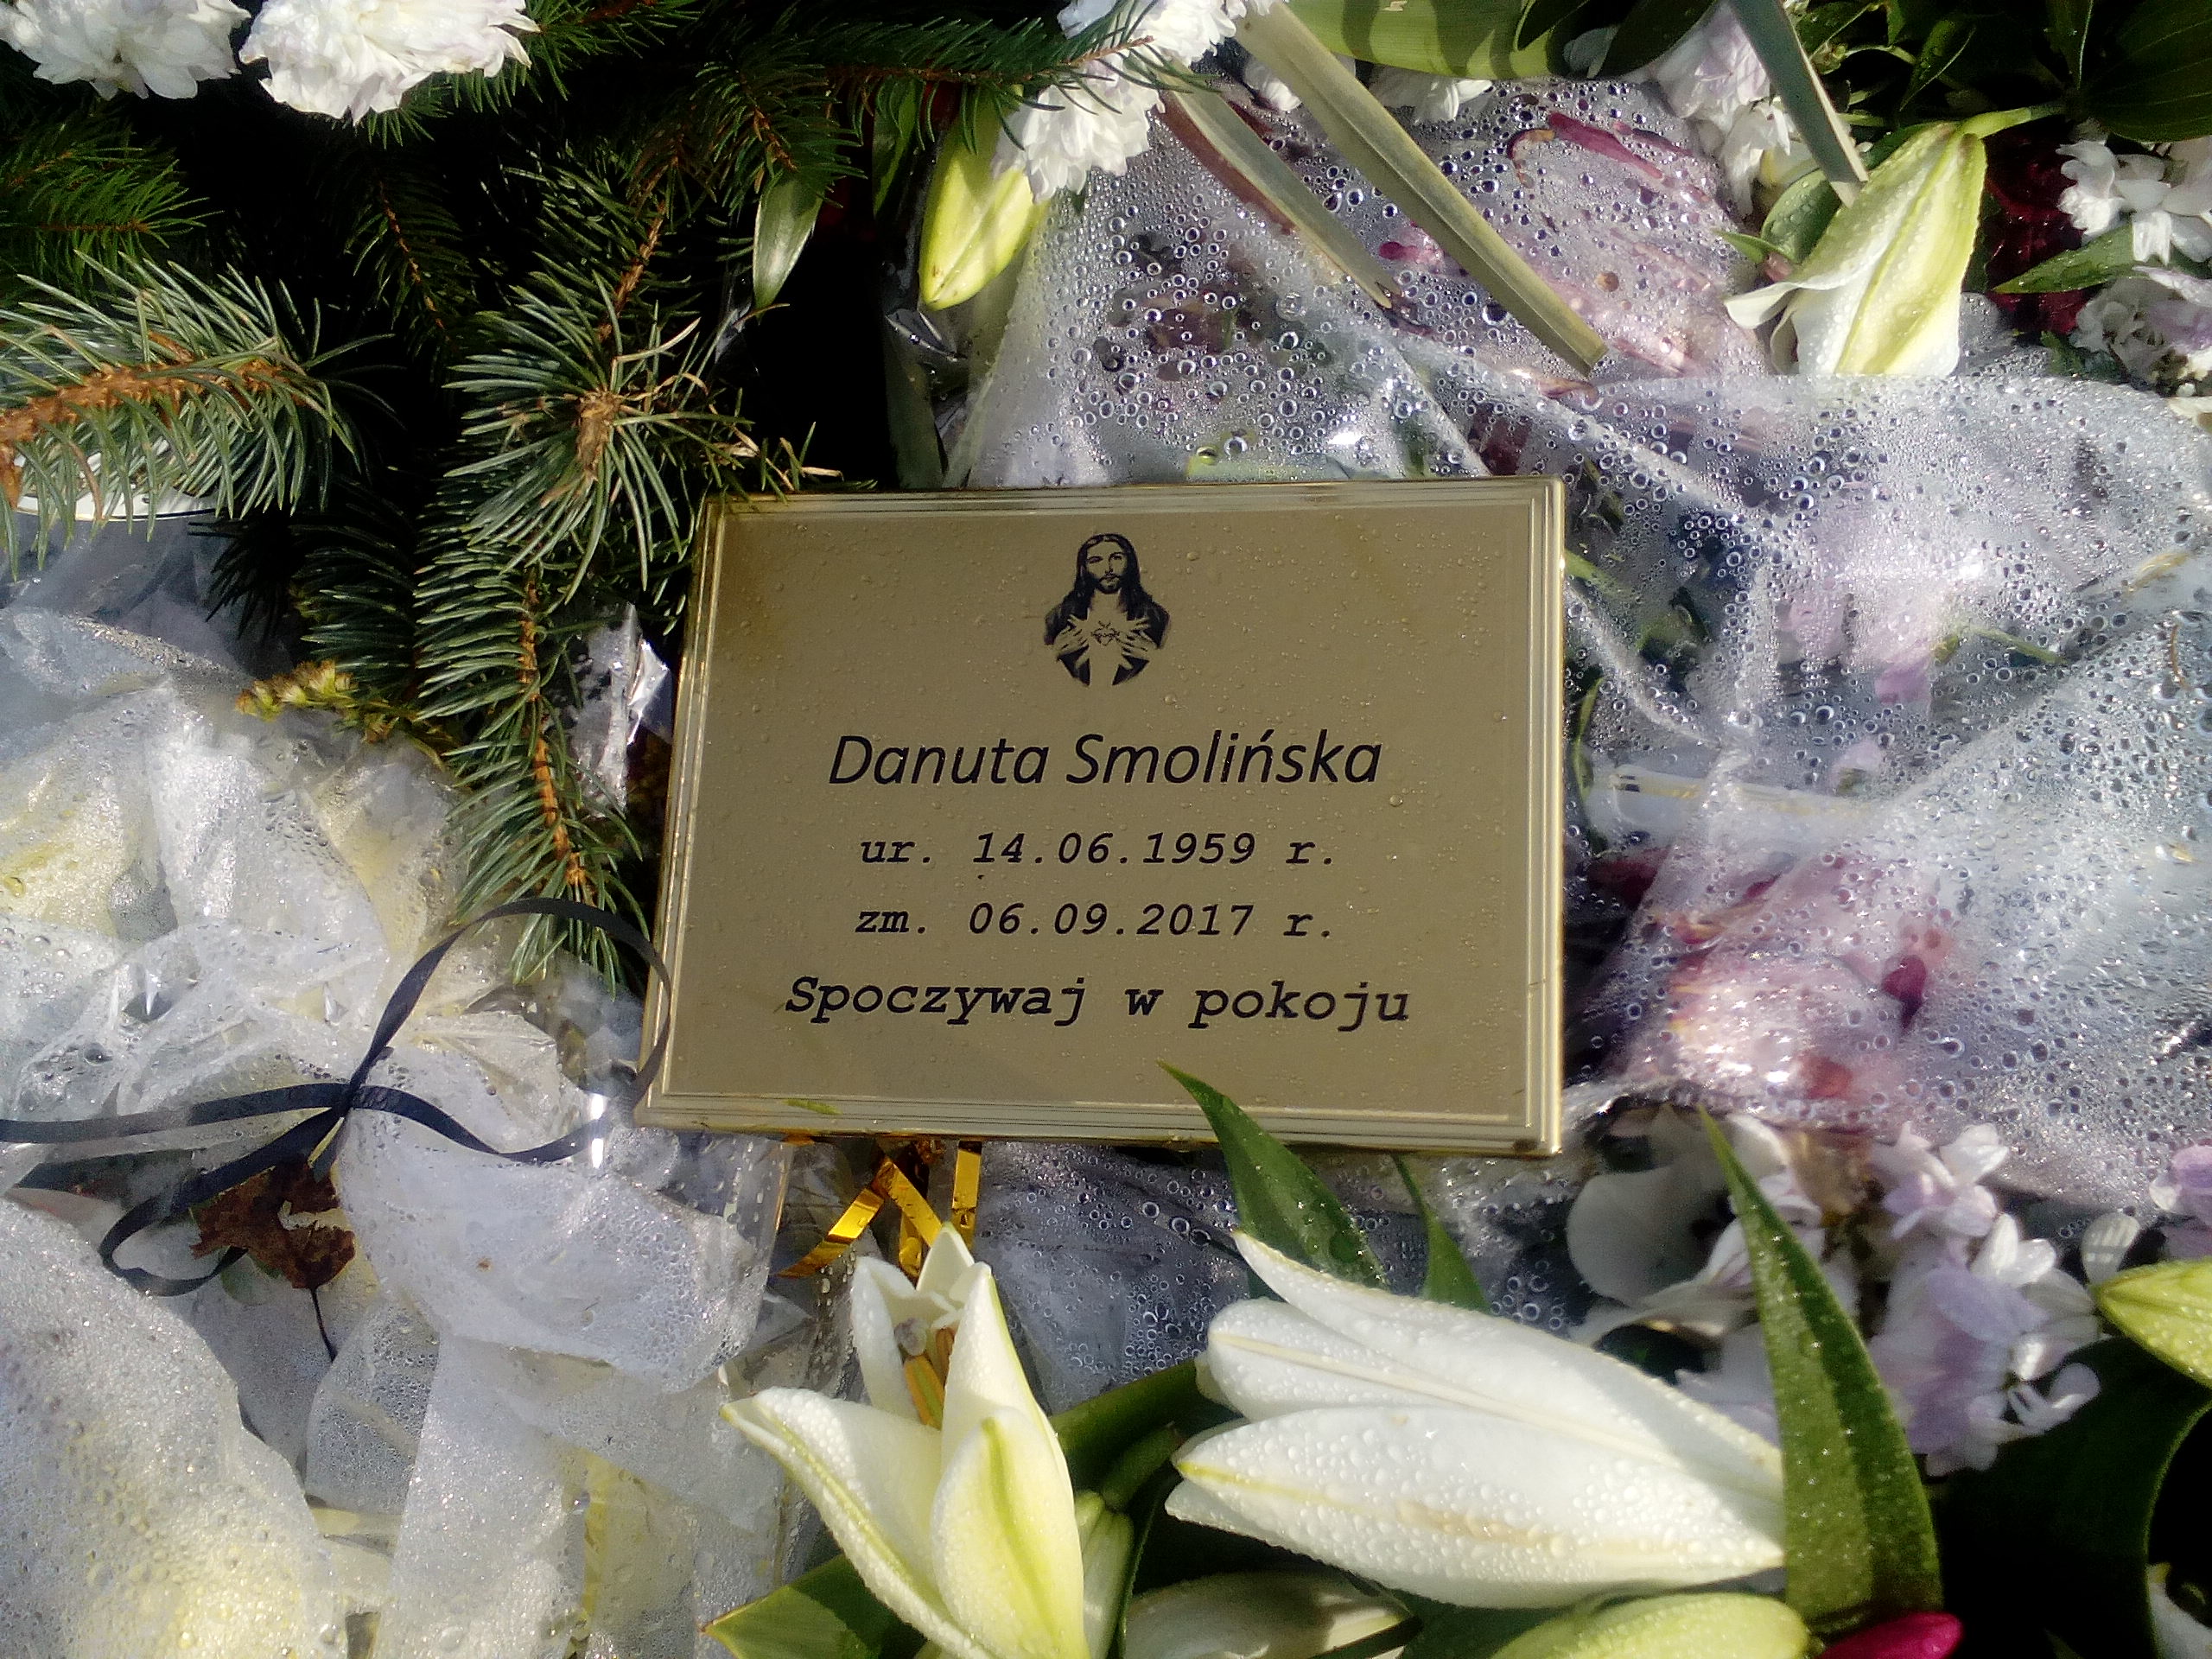 Danuta Smolińska
ur. 14.06.1959 r.
zm. 06.09.2017 r.
Spoczywaj w pokoju